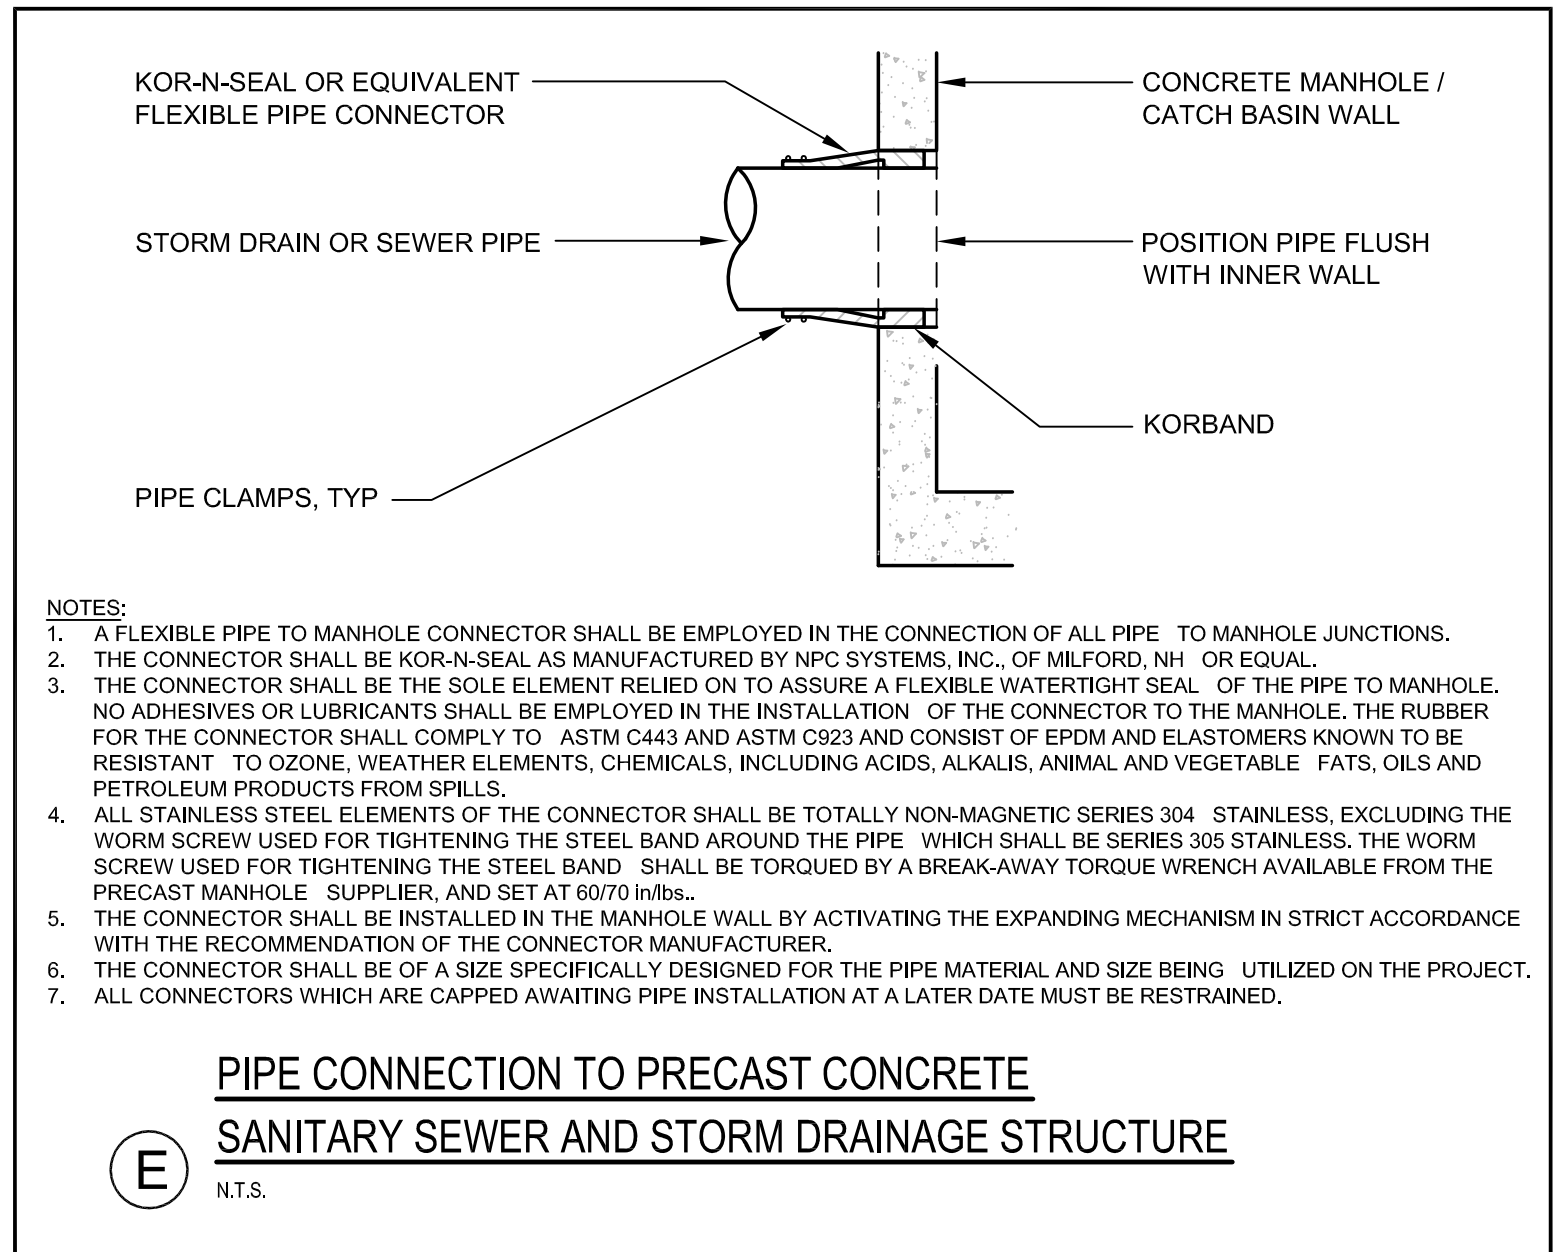 KOR-N-SEAL OR EQUIVALENT
FLEXIBLE PIPE CONNECTOR
CONCRETE MANHOLE /
CATCH BASIN WALL
STORM DRAIN OR SEWER PIPE
POSITION PIPE FLUSH
WITH INNER WALL
KORBAND
PIPE CLAMPS, TYP
NOTES:
1. A FLEXIBLE PIPE TO MANHOLE CONNECTOR SHALL BE EMPLOYED IN THE CONNECTION OF ALL PIPE TO MANHOLE JUNCTIONS.
2. THE CONNECTOR SHALL BE KOR-N-SEAL AS MANUFACTURED BY NPC SYSTEMS, INC., OF MILFORD, NH OR EQUAL.
3. THE CONNECTOR SHALL BE THE SOLE ELEMENT RELIED ON TO ASSURE A FLEXIBLE WATERTIGHT SEAL OF THE PIPE TO MANHOLE.
NO ADHESIVES OR LUBRICANTS SHALL BE EMPLOYED IN THE INSTALLATION OF THE CONNECTOR TO THE MANHOLE. THE RUBBER
FOR THE CONNECTOR SHALL COMPLY TO ASTM C443 AND ASTM C923 AND CONSIST OF EPDM AND ELASTOMERS KNOWN TO BE
RESISTANT TO OZONE, WEATHER ELEMENTS, CHEMICALS, INCLUDING ACIDS, ALKALIS, ANIMAL AND VEGETABLE FATS, OILS AND
PETROLEUM PRODUCTS FROM SPILLS.
4. ALL STAINLESS STEEL ELEMENTS OF THE CONNECTOR SHALL BE TOTALLY NON-MAGNETIC SERIES 304 STAINLESS, EXCLUDING THE
WORM SCREW USED FOR TIGHTENING THE STEEL BAND AROUND THE PIPE WHICH SHALL BE SERIES 305 STAINLESS. THE WORM
SCREW USED FOR TIGHTENING THE STEEL BAND SHALL BE TORQUED BY A BREAK-AWAY TORQUE WRENCH AVAILABLE FROM THE
PRECAST MANHOLE SUPPLIER, AND SET AT 60/70 in/lbs..
5. THE CONNECTOR SHALL BE INSTALLED IN THE MANHOLE WALL BY ACTIVATING THE EXPANDING MECHANISM IN STRICT ACCORDANCE
WITH THE RECOMMENDATION OF THE CONNECTOR MANUFACTURER.
6. THE CONNECTOR SHALL BE OF A SIZE SPECIFICALLY DESIGNED FOR THE PIPE MATERIAL AND SIZE BEING UTILIZED ON THE PROJECT.
7. ALL CONNECTORS WHICH ARE CAPPED AWAITING PIPE INSTALLATION AT A LATER DATE MUST BE RESTRAINED.
PIPE CONNECTION TO PRECAST CONCRETE
SANITARY SEWER AND STORM DRAINAGE STRUCTURE
E
N.T.S.